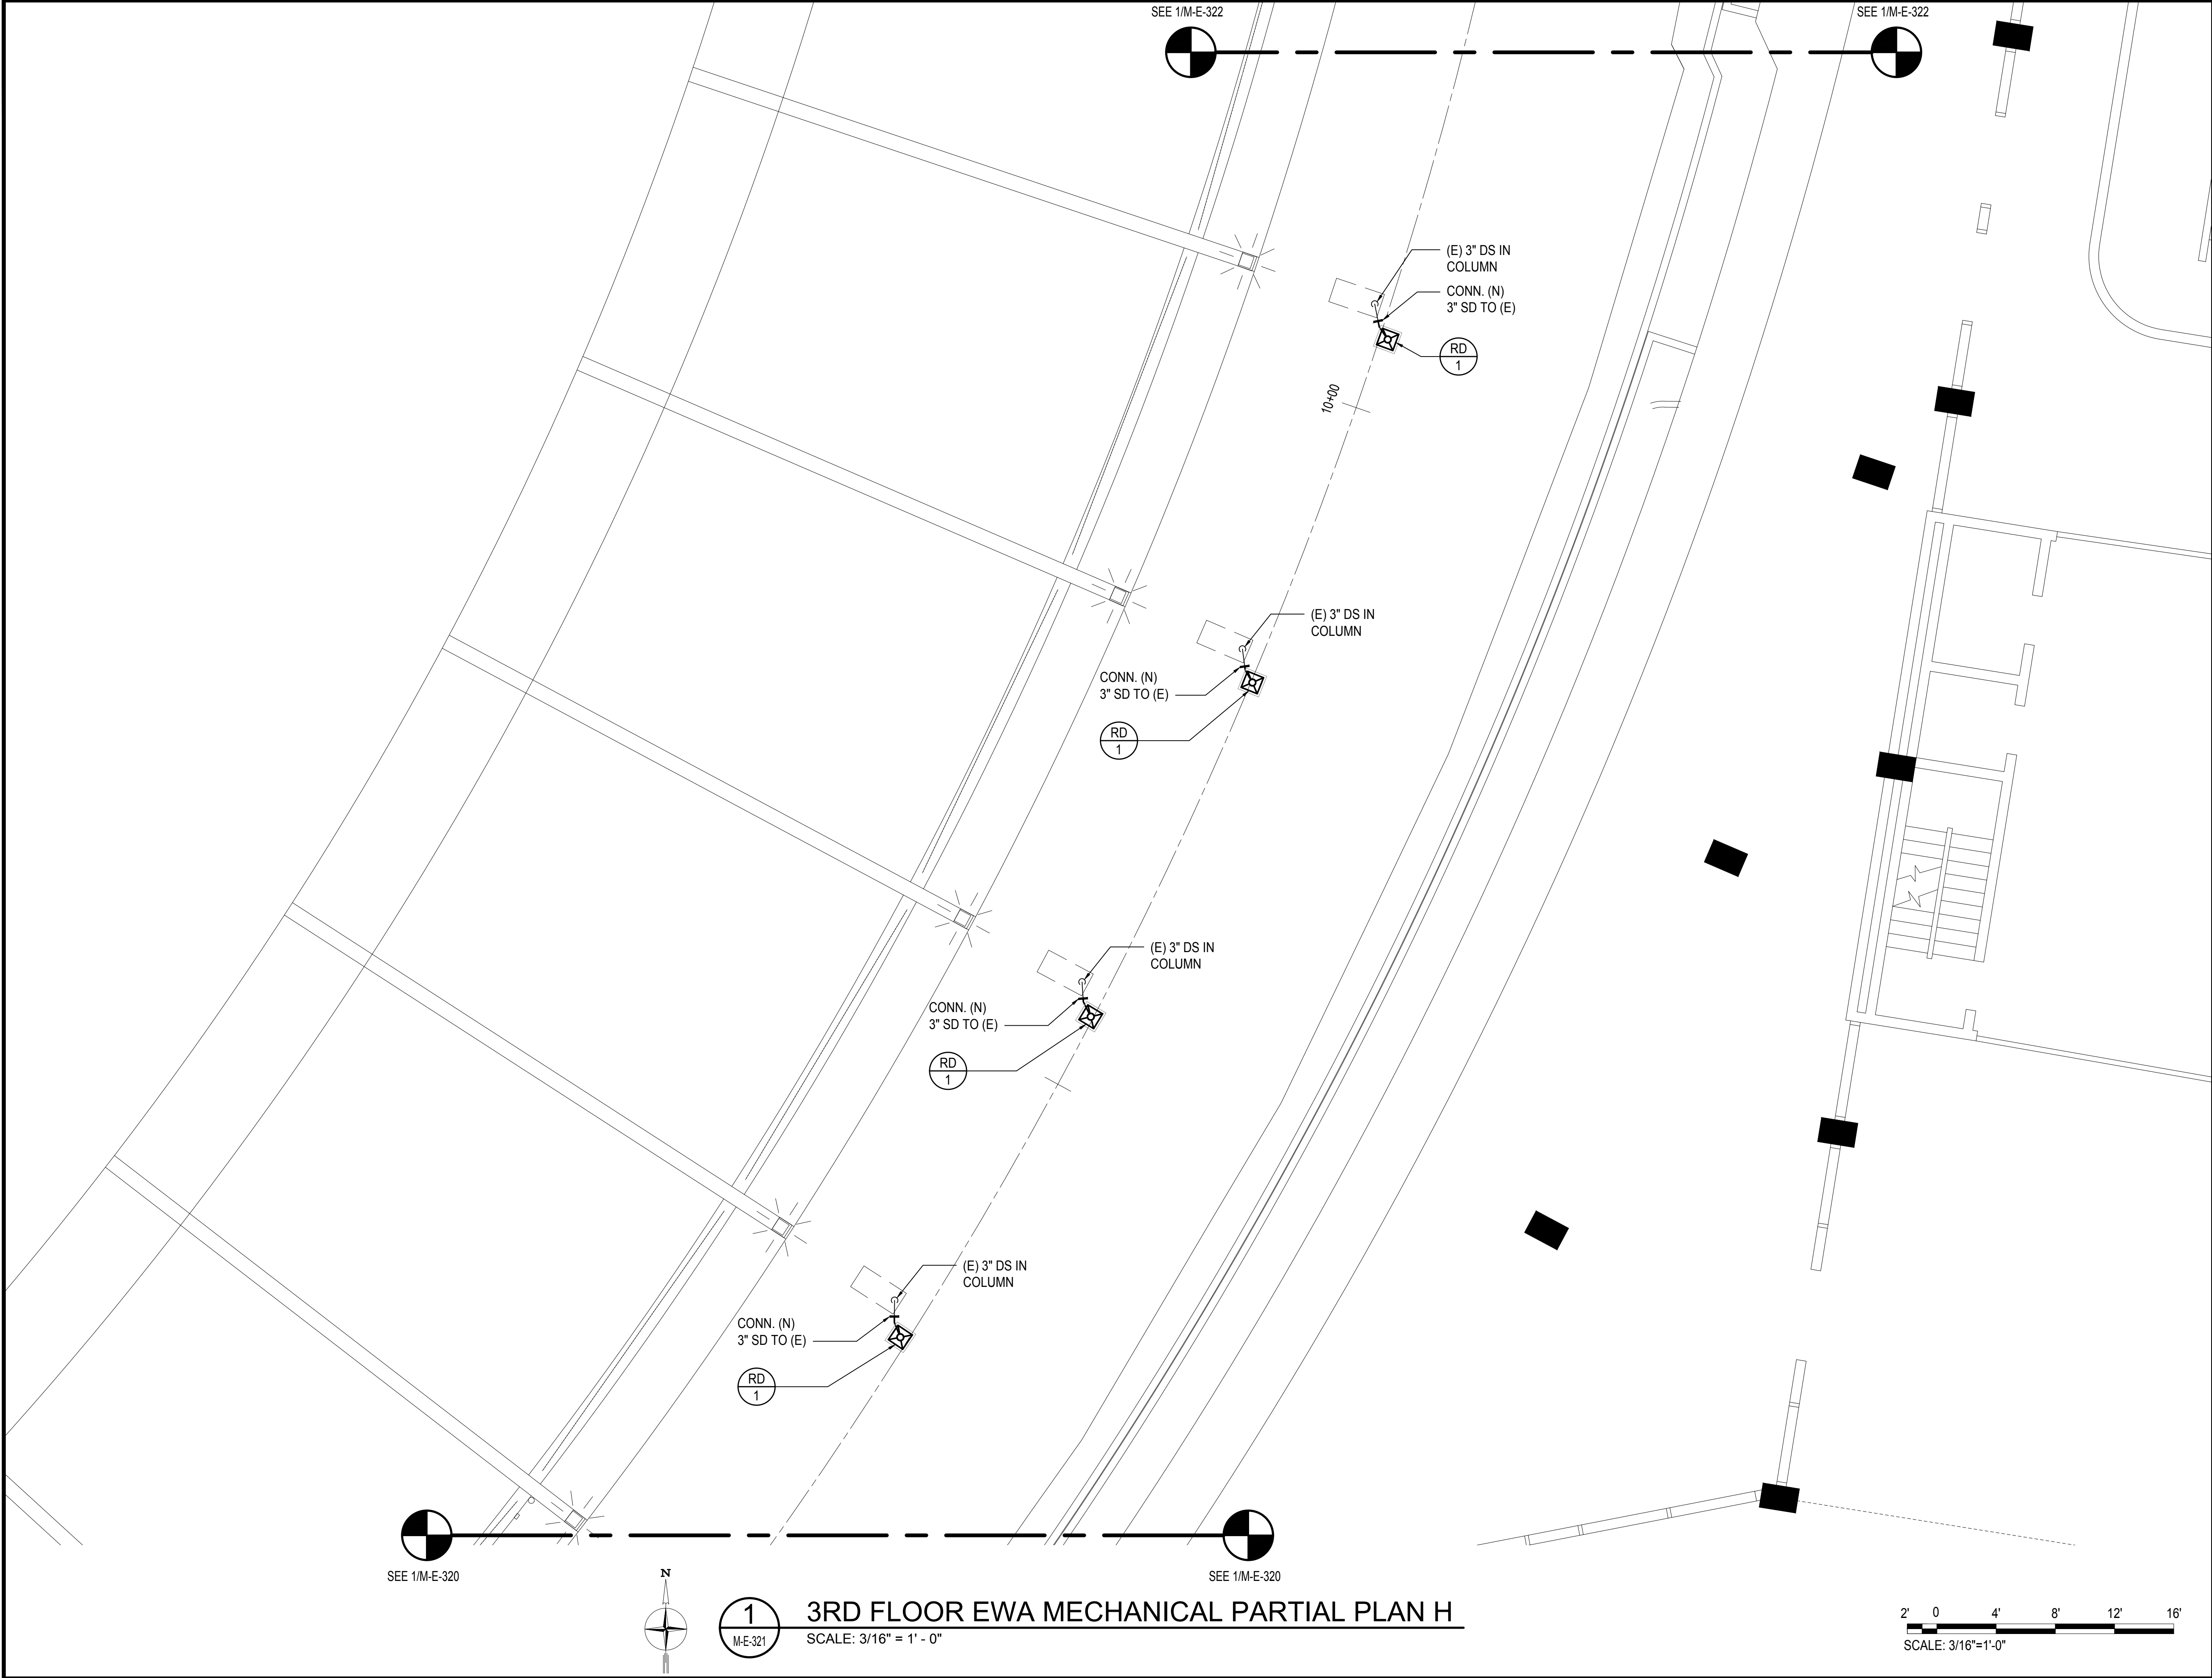 SEE 1/M-E-322
SEE 1/M-E-322
(E) 3" DS IN
COLUMN
CONN. (N)
3" SD TO (E)
RD
1
10+00
(E) 3" DS IN
COLUMN
CONN. (N)
3" SD TO (E)
RD
1
(E) 3" DS IN
COLUMN
CONN. (N)
3" SD TO (E)
RD
1
(E) 3" DS IN
COLUMN
CONN. (N)
3" SD TO (E)
RD
1
SEE 1/M-E-320
SEE 1/M-E-320
N
1
M-E-321
3RD FLOOR EWA MECHANICAL PARTIAL PLAN H
SCALE: 3/16" = 1' - 0"
2' 0 4' 8' 12' 16'
SCALE: 3/16"=1'-0"